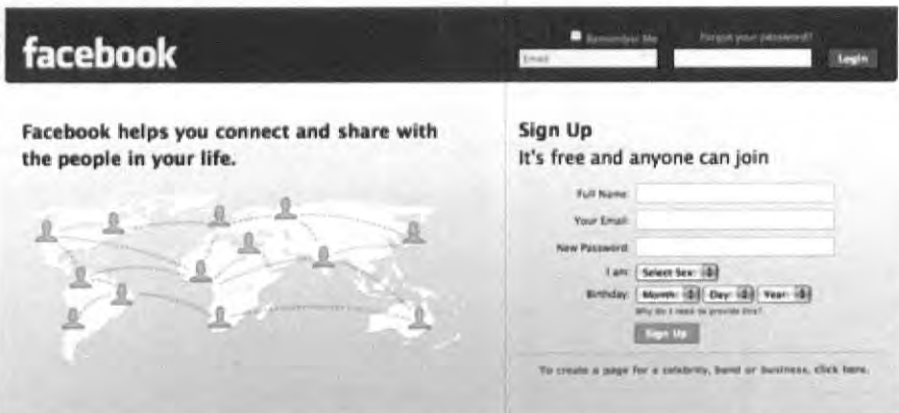 facebook
Remember Me
Forgot your password?
Email
Login
Facebook helps you connect and share with
the people in your life.
Sign Up
It's free and anyone can join
Full Name:
Your Email:
New Password:
I am: Select Sex:
Birthday: Month: Day: Year:
Why do I need to provide this?
Sign Up
To create a page for a celebrity, band or business, click here.